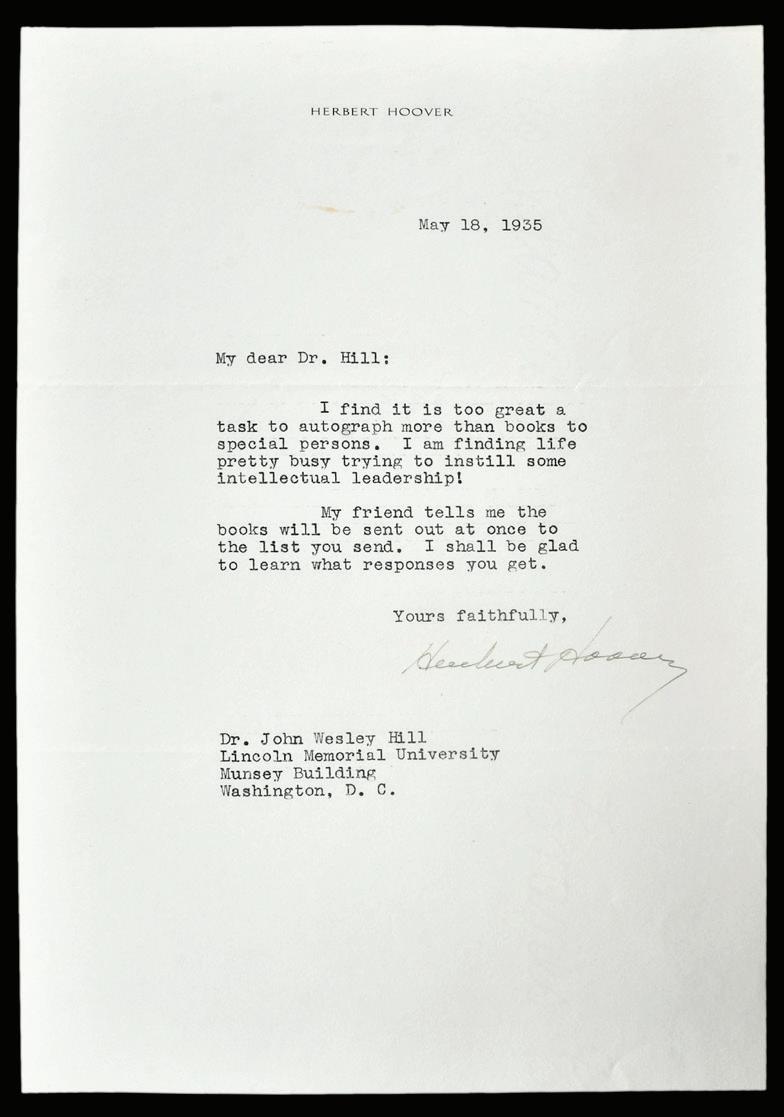 HERBERT HOOVER
May 18, 1935
My dear Dr. Hill:
I find it is too great a
task to autograph more than books to
special persons. I am finding life
pretty busy trying to instill some
intellectual leadership!
My friend tells me the
books will be sent out at once to
the list you send. I shall be glad
to learn what responses you get.
Yours faithfully,
Herbert Hoover
Dr. John Wesley Hill
Lincoln Memorial University
Munsey Building
Washington, D. C.